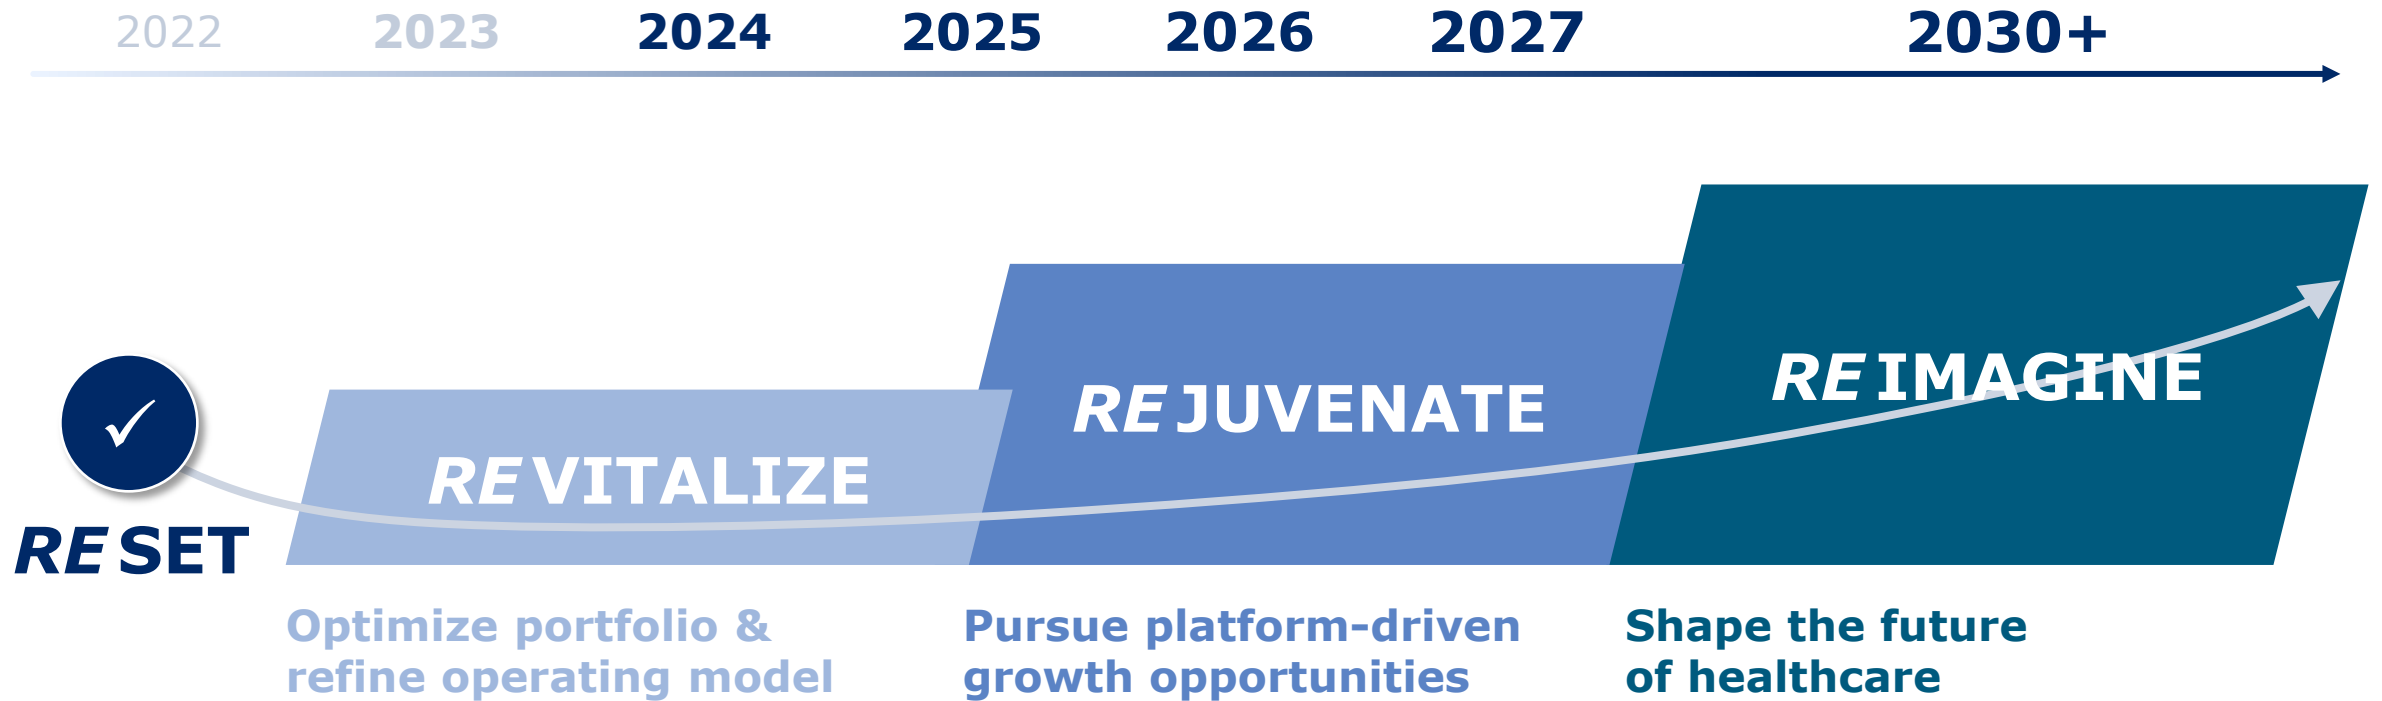 2022 2023 2024 2025 2026 2027 2030+
REIMAGINE
REJUVENATE
REVITALIZE
RESET
Optimize portfolio &
refine operating model
Pursue platform-driven
growth opportunities
Shape the future
of healthcare